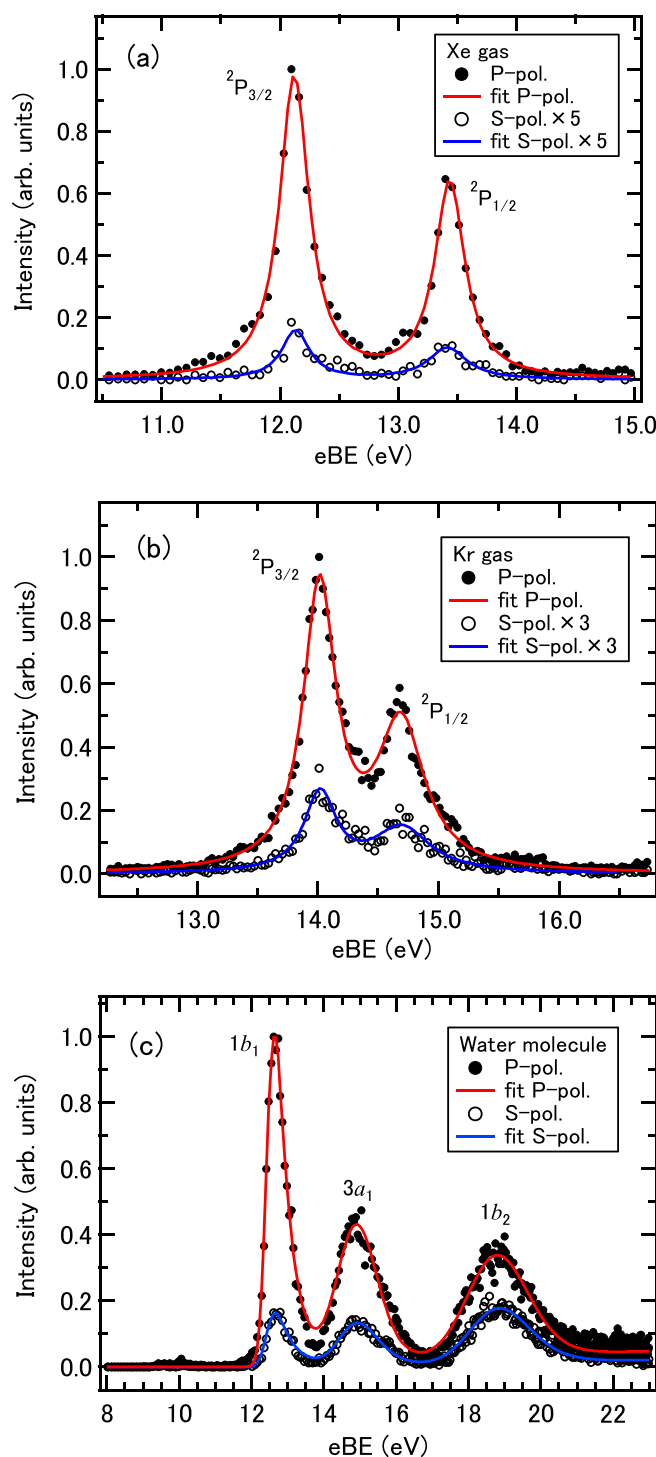 (a)
Xe gas
P-pol.
fit P-pol.
S-pol.×5
fit S-pol.×5
²P₃/₂
²P₁/₂
1.0
0.8
0.6
0.4
0.2
0.0
Intensity (arb. units)
11.0 12.0 13.0 14.0 15.0
eBE (eV)
(b)
Kr gas
P-pol.
fit P-pol.
S-pol.×3
fit S-pol.×3
²P₃/₂
²P₁/₂
1.0
0.8
0.6
0.4
0.2
0.0
Intensity (arb. units)
13.0 14.0 15.0 16.0
eBE (eV)
(c)
Water molecule
P-pol.
fit P-pol.
S-pol.
fit S-pol.
1b₁
3a₁
1b₂
1.0
0.8
0.6
0.4
0.2
0.0
Intensity (arb. units)
8 10 12 14 16 18 20 22
eBE (eV)